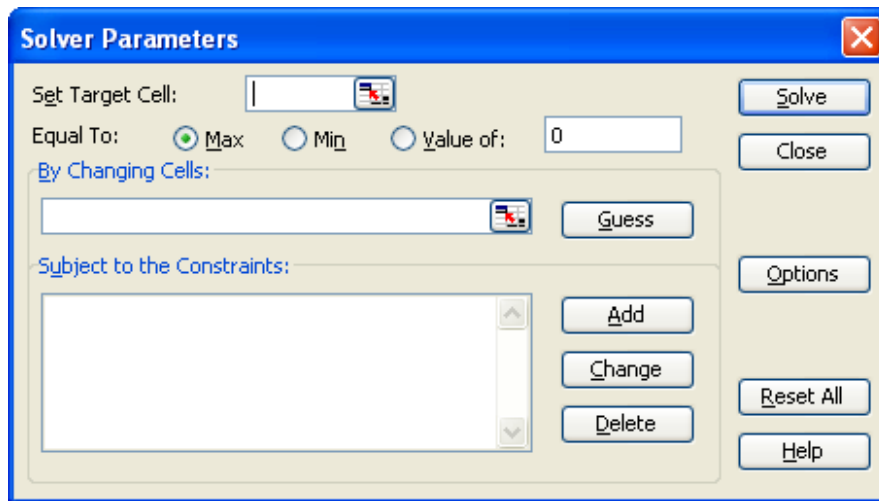 Solver Parameters
Set Target Cell:
Solve
Equal To: Max Min Value of: 0
Close
By Changing Cells:
Guess
Subject to the Constraints:
Options
Add
Change
Reset All
Delete
Help